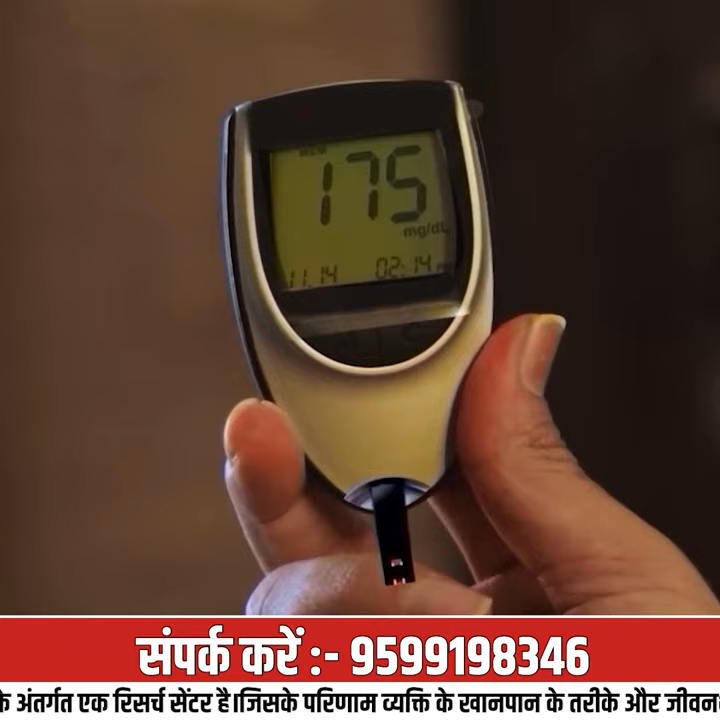 175
mg/dL
11.14 02:14
संपर्क करें :- 9599198346
के अंतर्गत एक रिसर्च सेंटर है।जिसके परिणाम व्यक्ति के खानपान के तरीके और जीवन